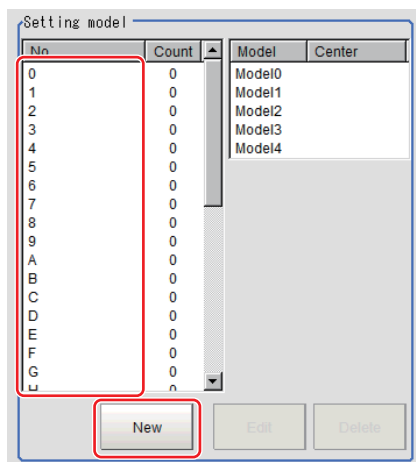 Setting model
No. Count Model Center
0 0 Model0
1 0 Model1
2 0 Model2
3 0 Model3
4 0 Model4
5 0
6 0
7 0
8 0
9 0
A 0
B 0
C 0
D 0
E 0
F 0
G 0
H 0
New Edit Delete